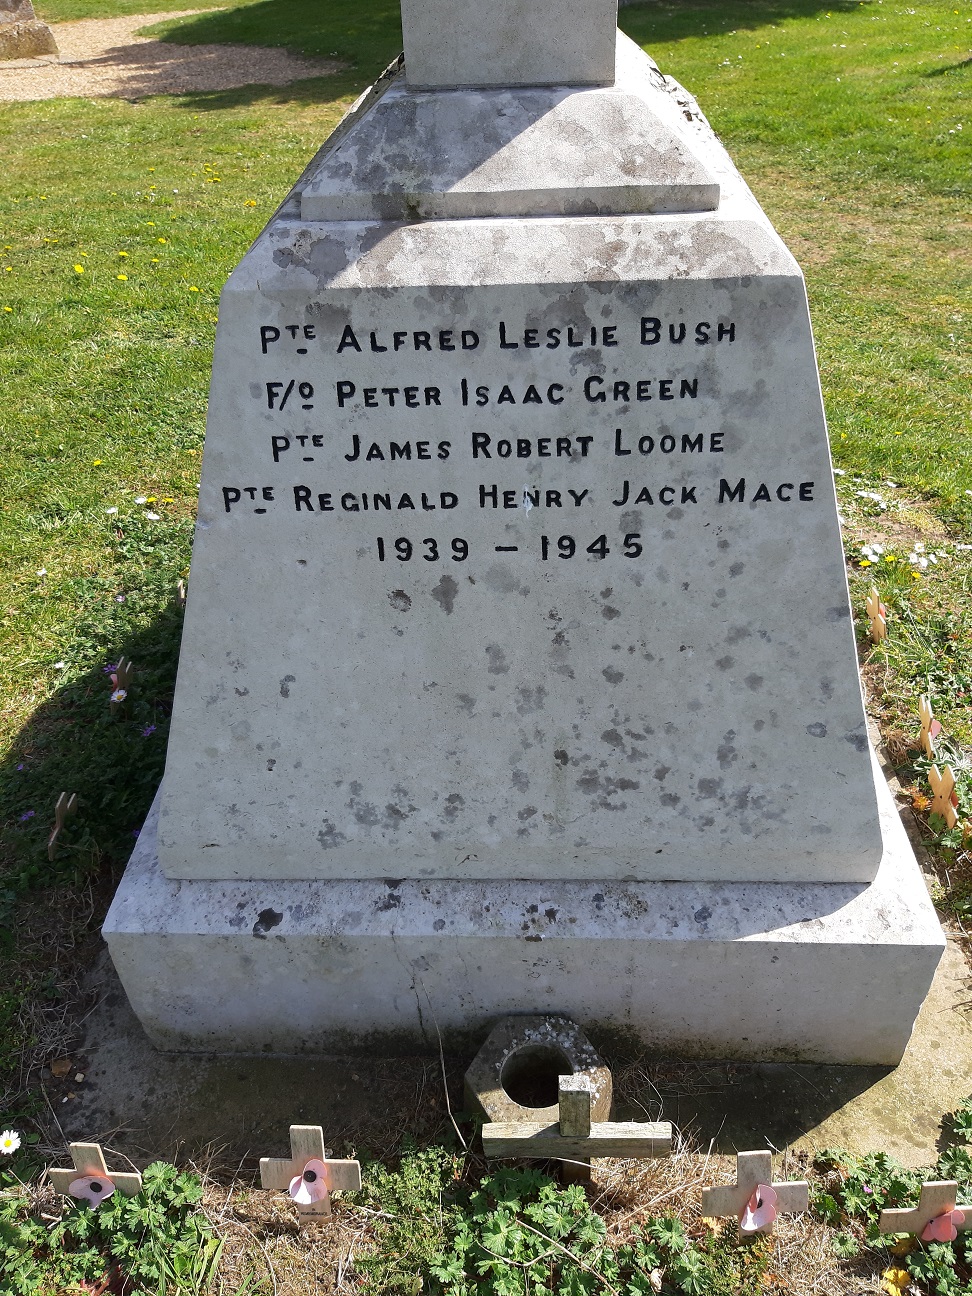 PTE ALFRED LESLIE BUSH
F/O PETER ISAAC GREEN
PTE JAMES ROBERT LOOME
PTE REGINALD HENRY JACK MACE
1939 – 1945